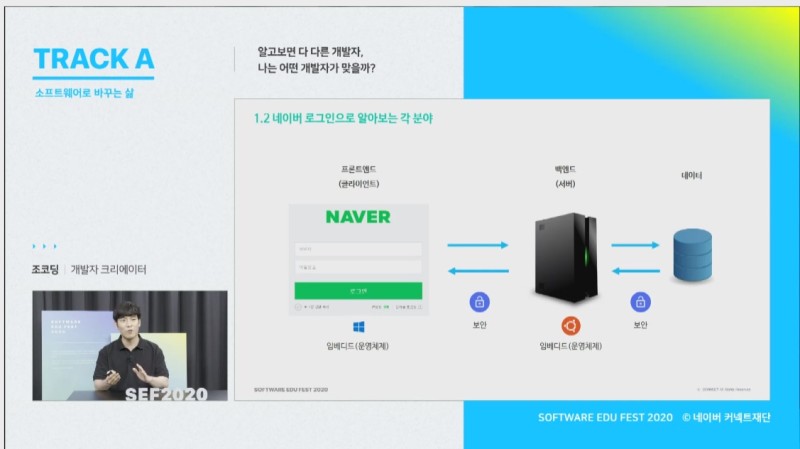 TRACK A
소프트웨어로 바꾸는 삶
알고보면 다 다른 개발자,
나는 어떤 개발자가 맞을까?
1.2 네이버 로그인으로 알아보는 각 분야
프론트엔드
(클라이언트)
백엔드
(서버)
데이터
NAVER
로그인
보안
보안
임베디드(운영체제)
임베디드(운영체제)
조코딩 | 개발자 크리에이터
SOFTWARE
EDU FEST
2020
SEF2020
SOFTWARE EDU FEST 2020
SOFTWARE EDU FEST 2020 © 네이버 커넥트재단